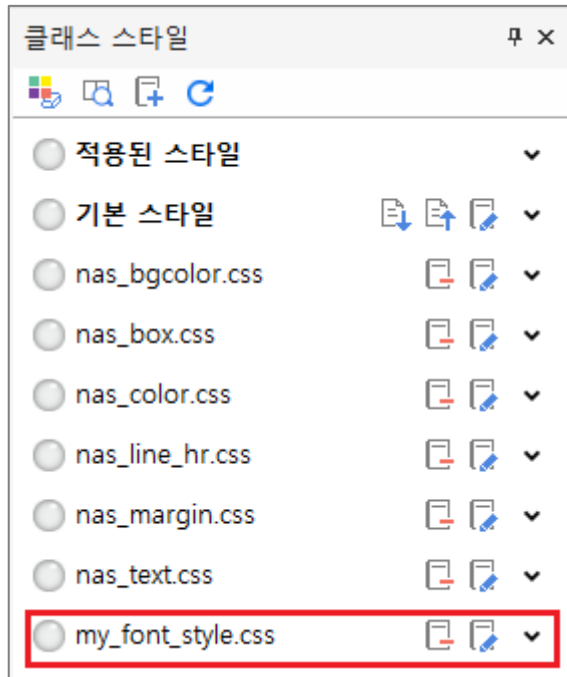 클래스 스타일
적용된 스타일
기본 스타일
nas_bgcolor.css
nas_box.css
nas_color.css
nas_line_hr.css
nas_margin.css
nas_text.css
my_font_style.css